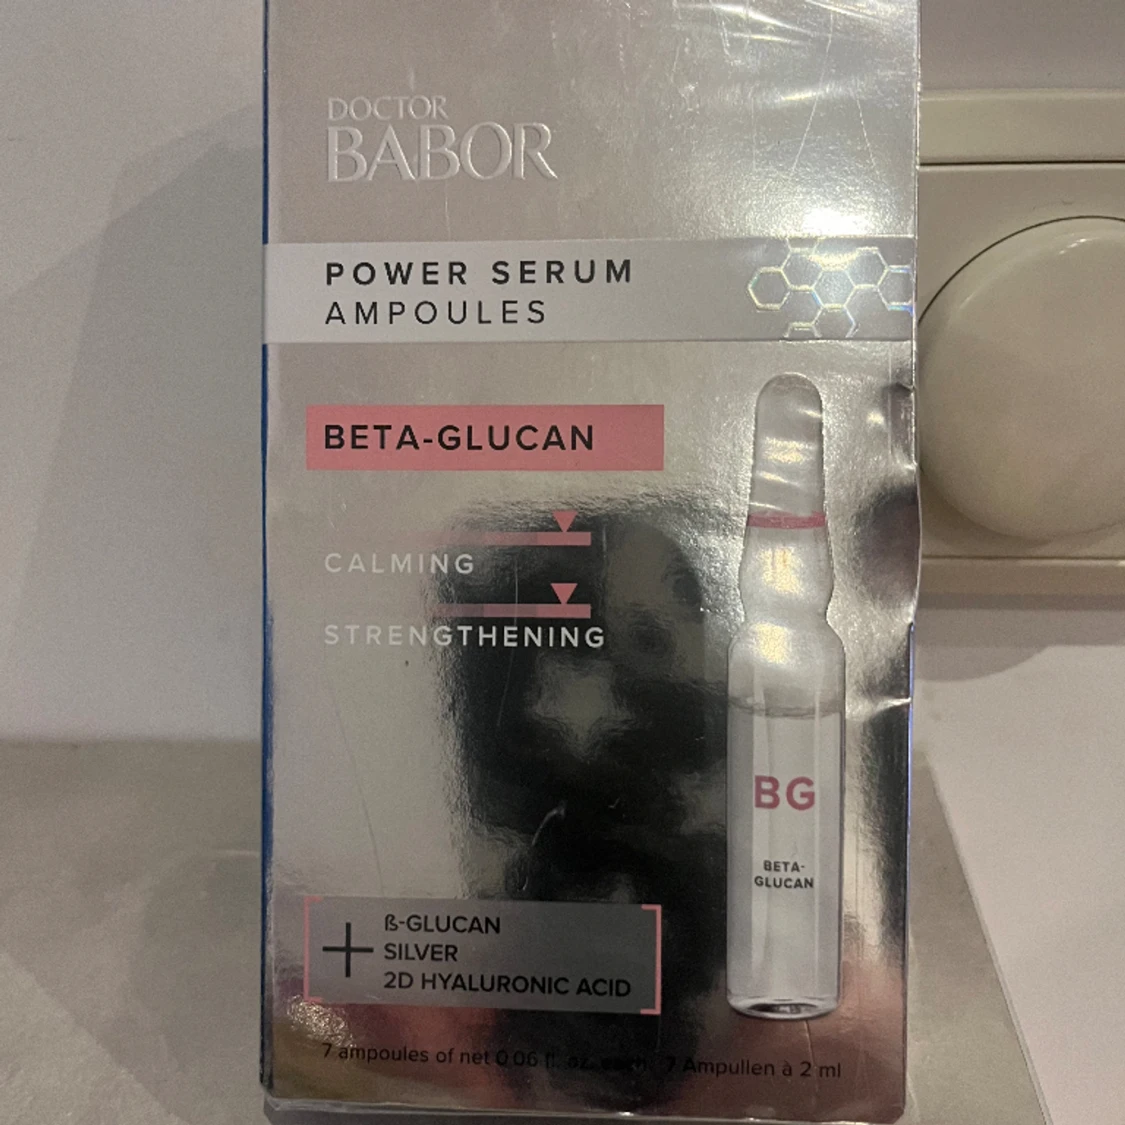 DOCTOR
BABOR
POWER SERUM
AMPOULES
BETA-GLUCAN
CALMING
STRENGTHENING
BG
BETA-
GLUCAN
+ ß-GLUCAN
SILVER
2D HYALURONIC ACID
7 ampoules of net 0.06 fl. oz. each 7 Ampullen à 2 ml